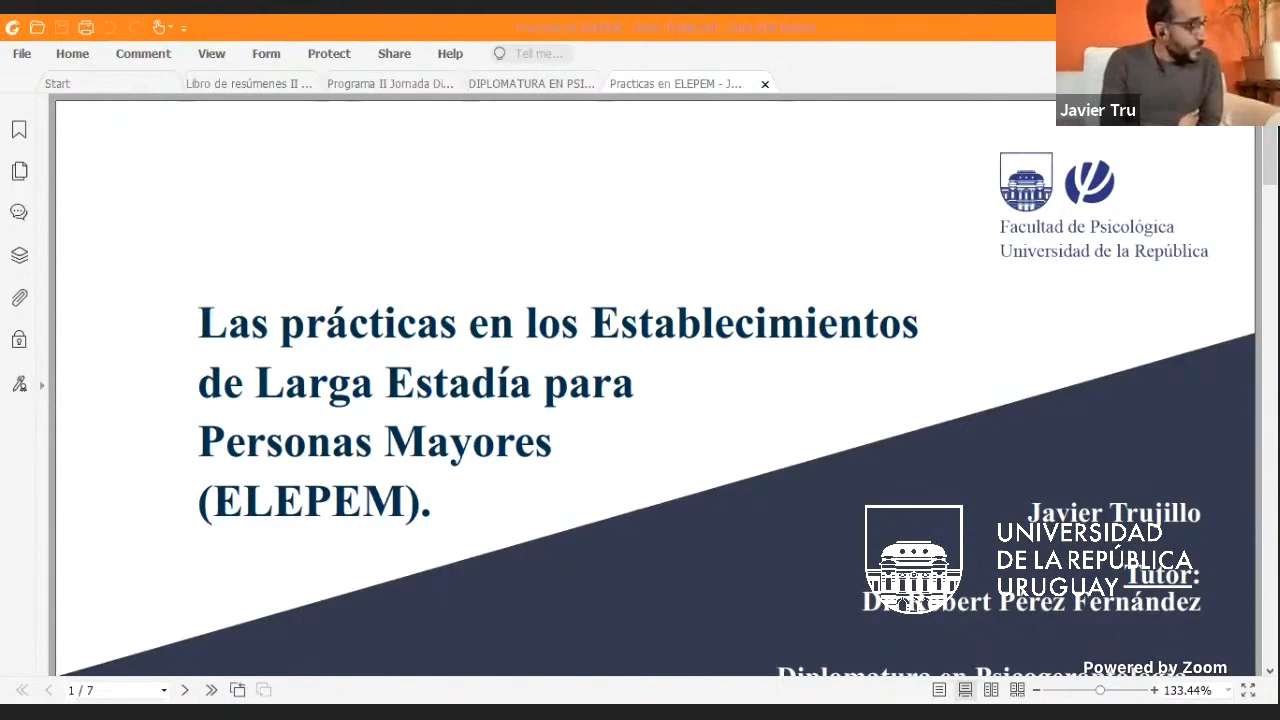 File Home Comment View Form Protect Share Help Tell me...
Start Libro de resúmenes II ... Programa II Jornada Di... DIPLOMATURA EN PSI... Practicas en ELEPEM - J...
Javier Tru
Facultad de Psicológica
Universidad de la República
Las prácticas en los Establecimientos
de Larga Estadía para
Personas Mayores
(ELEPEM).
Javier Trujillo
UNIVERSIDAD
DE LA REPÚBLICA
URUGUAY
Tutor:
Dr. Robert Pérez Fernández
Diplomatura en
Powered by Zoom
1 / 7
133.44%